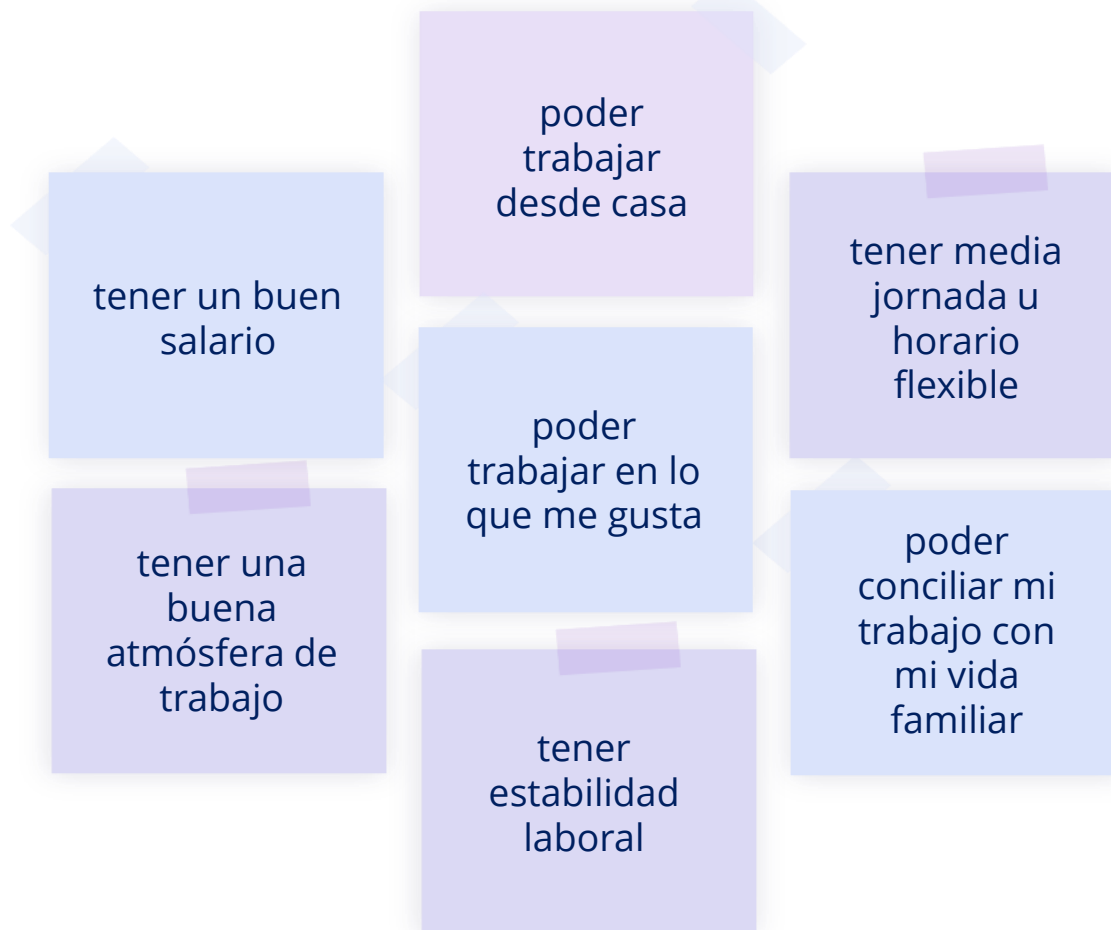 poder
trabajar
desde casa
tener un buen
salario
tener media
jornada u
horario
flexible
poder
trabajar en lo
que me gusta
tener una
buena
atmósfera de
trabajo
poder
conciliar mi
trabajo con
mi vida
familiar
tener
estabilidad
laboral